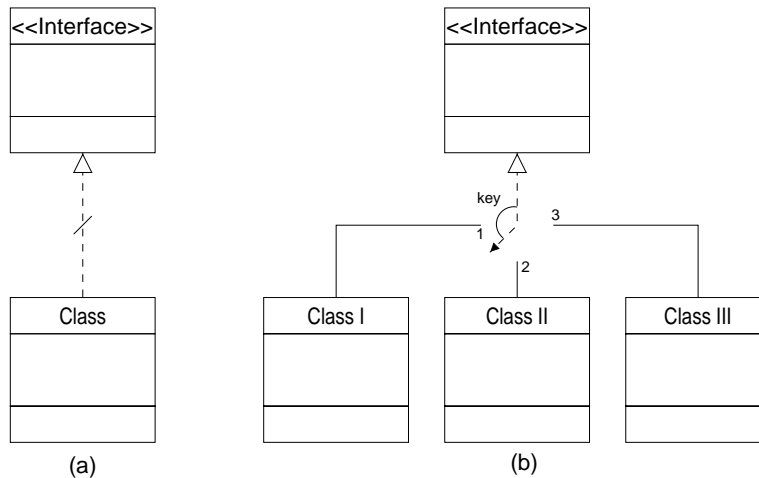 <<Interface>>
<<Interface>>
key
1
3
2
Class
Class I
Class II
Class III
(a)
(b)